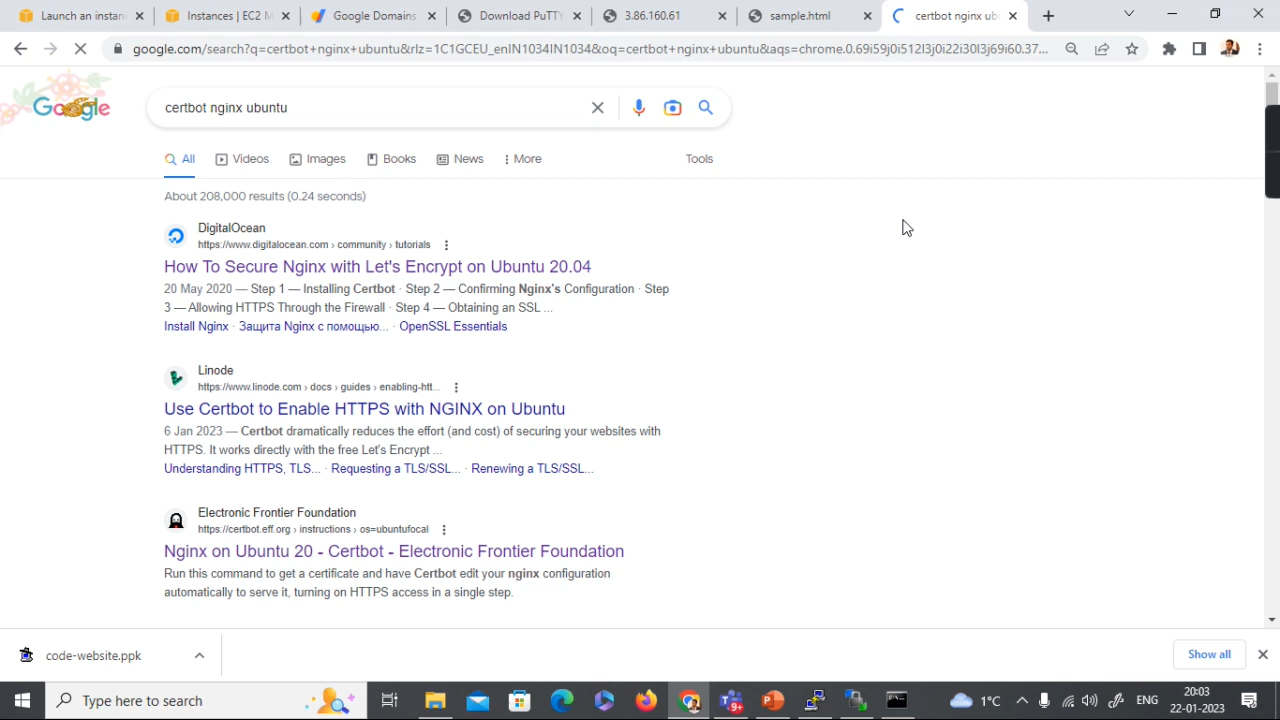 Launch an instan
Instances | EC2 M
Google Domains
Download PuTTY
3.86.160.61
sample.html
certbot nginx ub
google.com/search?q=certbot+nginx+ubuntu&rlz=1C1GCEU_enIN1034IN1034&oq=certbot+nginx+ubuntu&aqs=chrome.0.69i59j0i512l3j0i22i30l3j69i60.37...
Google
certbot nginx ubuntu
All
Videos
Images
Books
News
More
Tools
About 208,000 results (0.24 seconds)
DigitalOcean
https://www.digitalocean.com › community › tutorials
How To Secure Nginx with Let's Encrypt on Ubuntu 20.04
20 May 2020 — Step 1 — Installing Certbot · Step 2 — Confirming Nginx's Configuration · Step
3 — Allowing HTTPS Through the Firewall · Step 4 — Obtaining an SSL ...
Install Nginx · Защита Nginx с помощью... · OpenSSL Essentials
Linode
https://www.linode.com › docs › guides › enabling-htt...
Use Certbot to Enable HTTPS with NGINX on Ubuntu
6 Jan 2023 — Certbot dramatically reduces the effort (and cost) of securing your websites with
HTTPS. It works directly with the free Let's Encrypt ...
Understanding HTTPS, TLS... · Requesting a TLS/SSL... · Renewing a TLS/SSL...
Electronic Frontier Foundation
https://certbot.eff.org › instructions › os=ubuntufocal
Nginx on Ubuntu 20 - Certbot - Electronic Frontier Foundation
Run this command to get a certificate and have Certbot edit your nginx configuration
automatically to serve it, turning on HTTPS access in a single step.
code-website.ppk
Show all
Type here to search
9+
1°C
ENG
20:03
22-01-2023